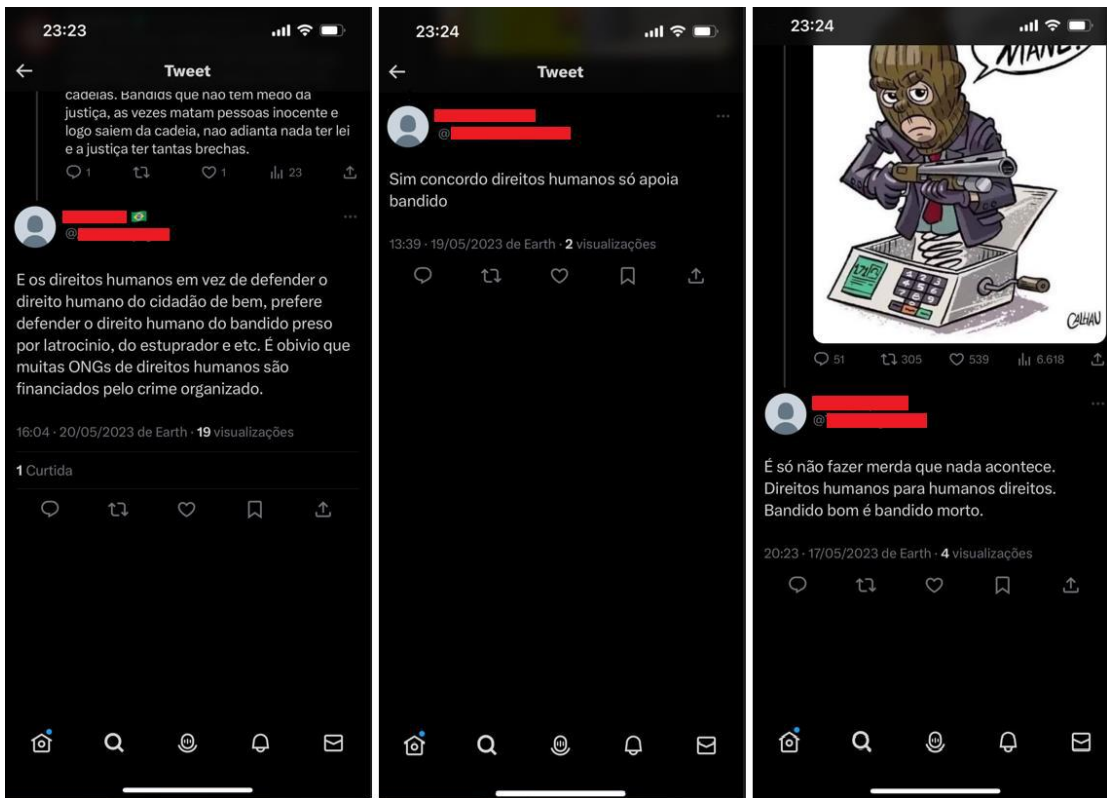 23:23
Tweet
cadeias. Bandids que não tem medo da
justiça, as vezes matam pessoas inocente e
logo saiem da cadeia, nao adianta nada ter lei
e a justiça ter tantas brechas.
1 1 23
@
E os direitos humanos em vez de defender o
direito humano do cidadão de bem, prefere
defender o direito humano do bandido preso
por latrocinio, do estuprador e etc. É obivio que
muitas ONGs de direitos humanos são
financiados pelo crime organizado.
16:04 · 20/05/2023 de Earth · 19 visualizações
1 Curtida
23:24
Tweet
@
Sim concordo direitos humanos só apoia
bandido
13:39 · 19/05/2023 de Earth · 2 visualizações
23:24
MANÉ!
171
CALHAU
51 305 539 6.618
@
É só não fazer merda que nada acontece.
Direitos humanos para humanos direitos.
Bandido bom é bandido morto.
20:23 · 17/05/2023 de Earth · 4 visualizações